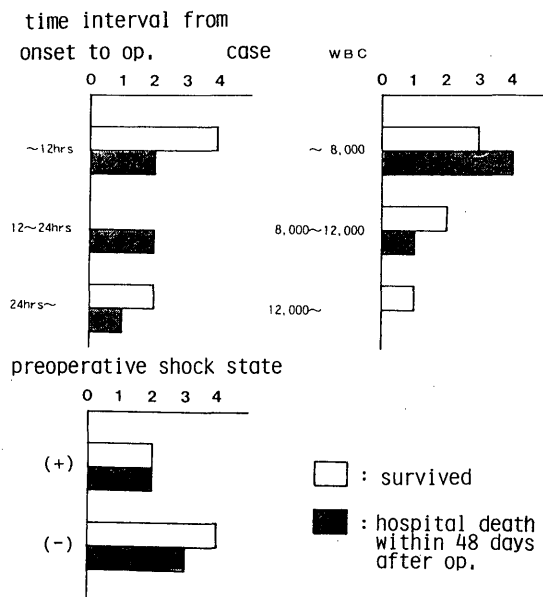 time interval from
onset to op. case
0 1 2 3 4
~12hrs
12~24hrs
24hrs~
WBC
0 1 2 3 4
~ 8,000
8,000~12,000
12,000~
preoperative shock state
0 1 2 3 4
(+)
(-)
: survived
: hospital death
within 48 days
after op.